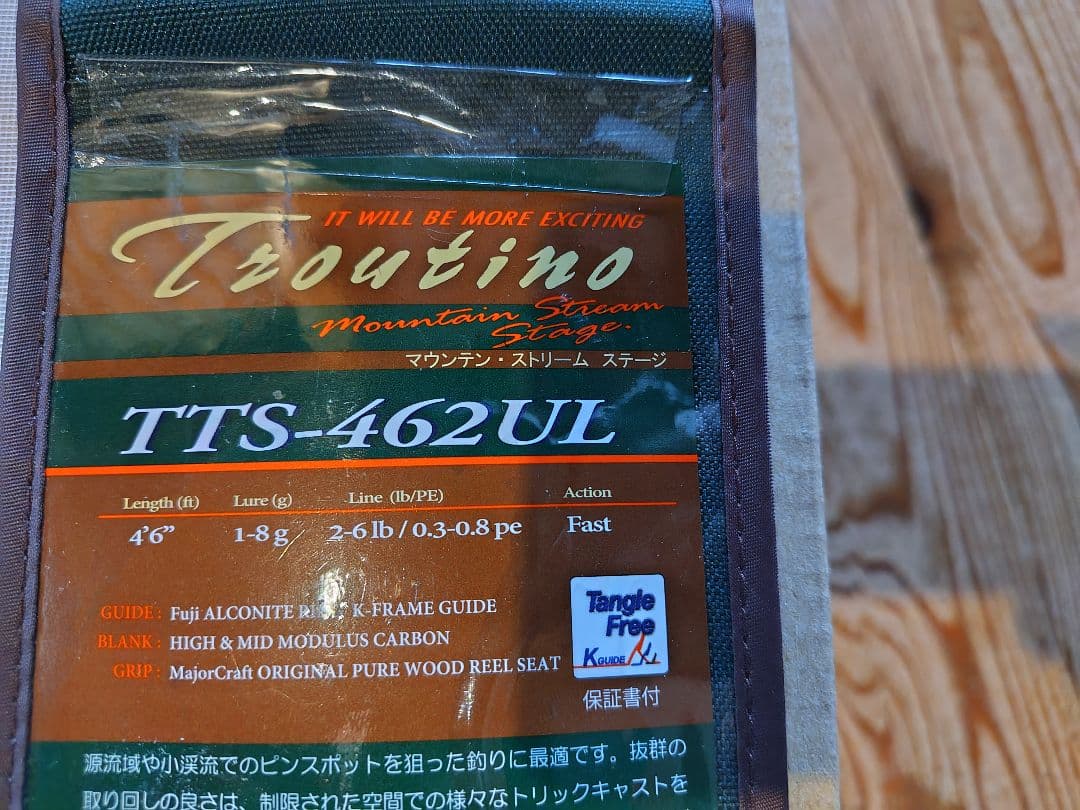 IT WILL BE MORE EXCITING
Troutino
Mountain Stream
Stage.
マウンテン・ストリーム ステージ
TTS-462UL
Length (ft) Lure (g) Line (lb/PE) Action
4'6" 1-8 g 2-6 lb / 0.3-0.8 pe Fast
GUIDE : Fuji ALCONITE K-FRAME GUIDE
BLANK : HIGH & MID MODULUS CARBON
GRIP : MajorCraft ORIGINAL PURE WOOD REEL SEAT
Tangle
Free
K GUIDE
保証書付
源流域や小渓流でのピンスポットを狙った釣りに最適です。抜群の
取り回しの良さは、制限された空間での様々なトリックキャストを